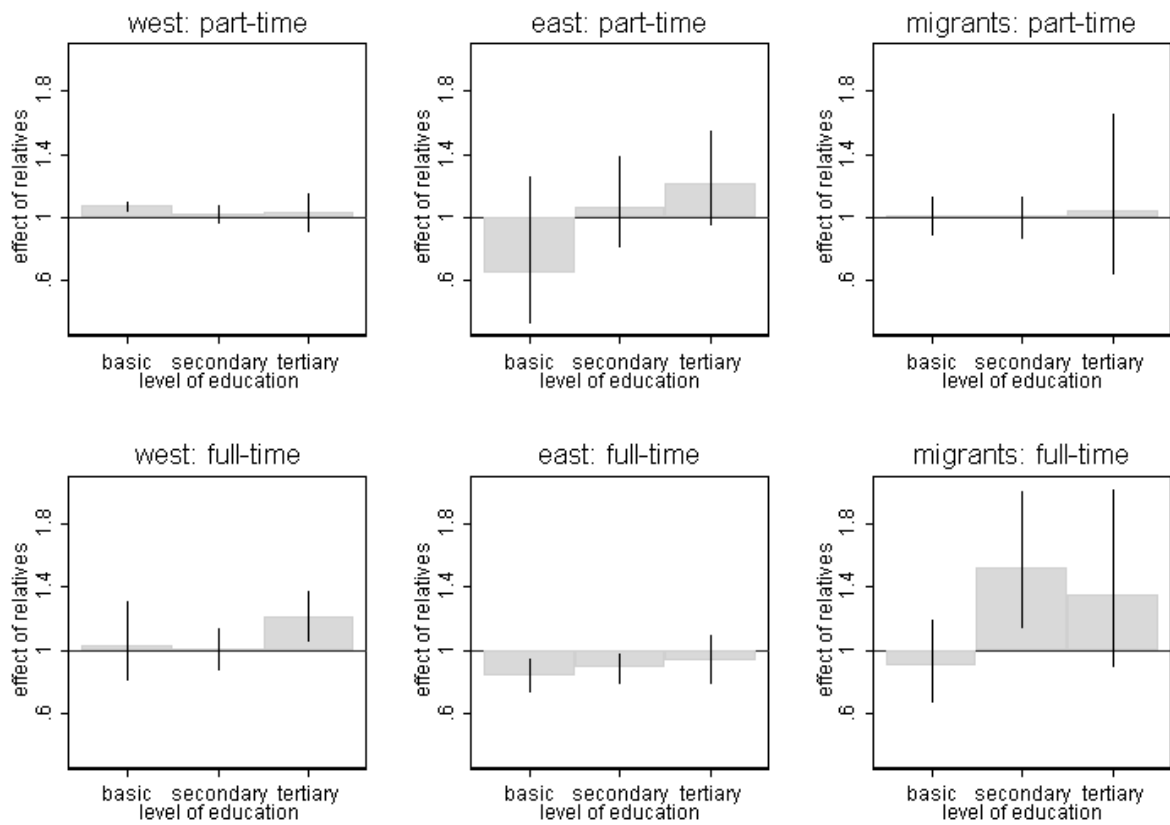 west: part-time
east: part-time
migrants: part-time
effect of relatives
1.8
1.4
1
.6
basic secondary tertiary
level of education
effect of relatives
1.8
1.4
1
.6
basic secondary tertiary
level of education
effect of relatives
1.8
1.4
1
.6
basic secondary tertiary
level of education
west: full-time
east: full-time
migrants: full-time
effect of relatives
1.8
1.4
1
.6
basic secondary tertiary
level of education
effect of relatives
1.8
1.4
1
.6
basic secondary tertiary
level of education
effect of relatives
1.8
1.4
1
.6
basic secondary tertiary
level of education